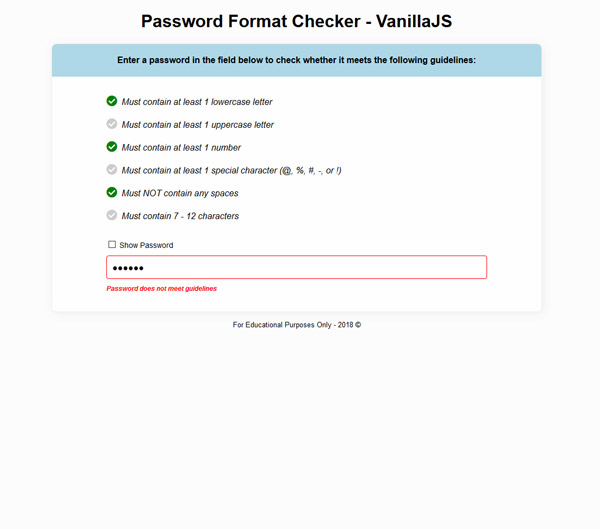 Password Format Checker - VanillaJS
Enter a password in the field below to check whether it meets the following guidelines:
Must contain at least 1 lowercase letter
Must contain at least 1 uppercase letter
Must contain at least 1 number
Must contain at least 1 special character (@, %, #, -, or !)
Must NOT contain any spaces
Must contain 7 - 12 characters
Show Password
••••••
Password does not meet guidelines
For Educational Purposes Only - 2018 ©